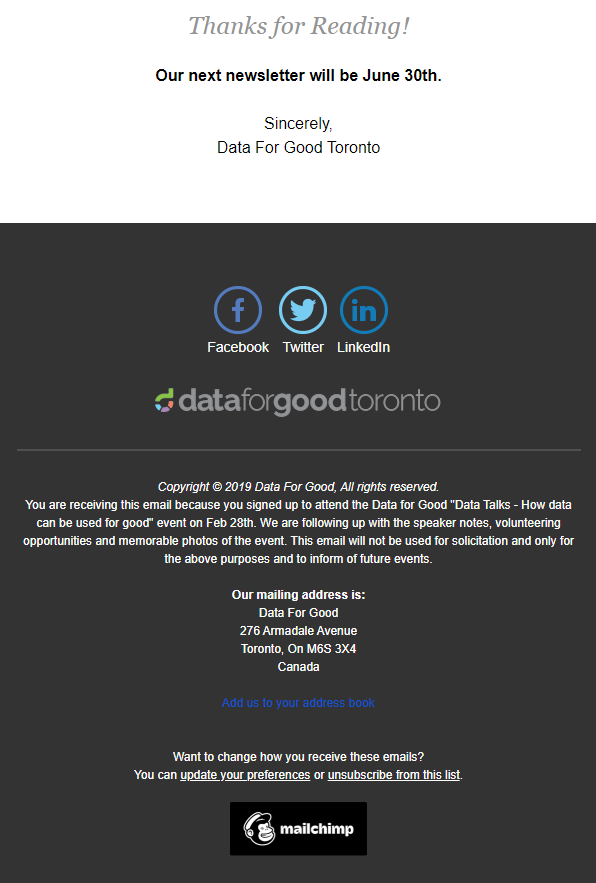 Thanks for Reading!
Our next newsletter will be June 30th.
Sincerely,
Data For Good Toronto
Facebook Twitter LinkedIn
dataforgoodtoronto
Copyright © 2019 Data For Good, All rights reserved.
You are receiving this email because you signed up to attend the Data for Good "Data Talks - How data
can be used for good" event on Feb 28th. We are following up with the speaker notes, volunteering
opportunities and memorable photos of the event. This email will not be used for solicitation and only for
the above purposes and to inform of future events.
Our mailing address is:
Data For Good
276 Armadale Avenue
Toronto, On M6S 3X4
Canada
Add us to your address book
Want to change how you receive these emails?
You can update your preferences or unsubscribe from this list.
mailchimp